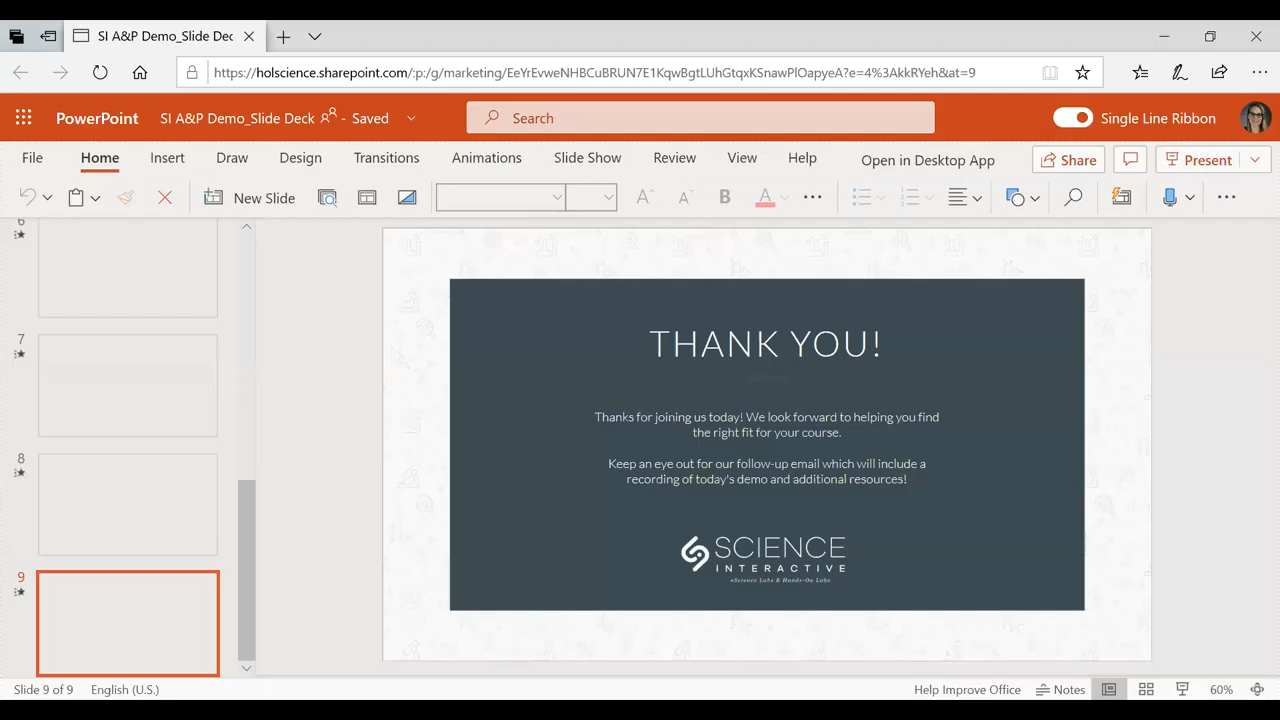 SI A&P Demo_Slide Dec
https://holscience.sharepoint.com/:p:/g/marketing/EeYrEvweNHBCuBRUN7E1KqwBgtLUhGtqxKSnawPlOapyeA?e=4%3AkkRYeh&at=9
PowerPoint SI A&P Demo_Slide Deck - Saved Search Single Line Ribbon
File Home Insert Draw Design Transitions Animations Slide Show Review View Help Open in Desktop App Share Present
New Slide
6
7
8
9
THANK YOU!
Thanks for joining us today! We look forward to helping you find
the right fit for your course.
Keep an eye out for our follow-up email which will include a
recording of today's demo and additional resources!
SCIENCE
INTERACTIVE
eScience Labs & Hands-On Labs
Slide 9 of 9 English (U.S.) Help Improve Office Notes 60%